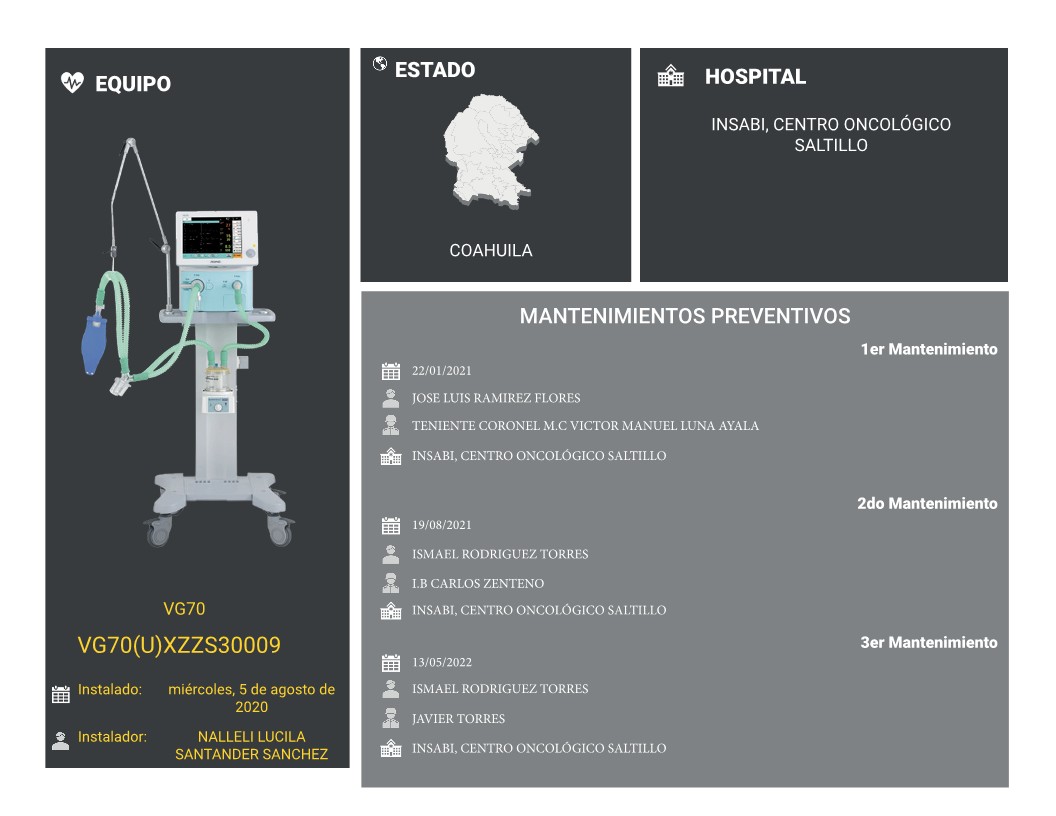 EQUIPO
VG70
VG70(U)XZZS30009
Instalado: miércoles, 5 de agosto de
2020
Instalador: NALLELI LUCILA
SANTANDER SANCHEZ
ESTADO
COAHUILA
HOSPITAL
INSABI, CENTRO ONCOLÓGICO
SALTILLO
MANTENIMIENTOS PREVENTIVOS
1er Mantenimiento
22/01/2021
JOSE LUIS RAMIREZ FLORES
TENIENTE CORONEL M.C VICTOR MANUEL LUNA AYALA
INSABI, CENTRO ONCOLÓGICO SALTILLO
2do Mantenimiento
19/08/2021
ISMAEL RODRIGUEZ TORRES
I.B CARLOS ZENTENO
INSABI, CENTRO ONCOLÓGICO SALTILLO
3er Mantenimiento
13/05/2022
ISMAEL RODRIGUEZ TORRES
JAVIER TORRES
INSABI, CENTRO ONCOLÓGICO SALTILLO